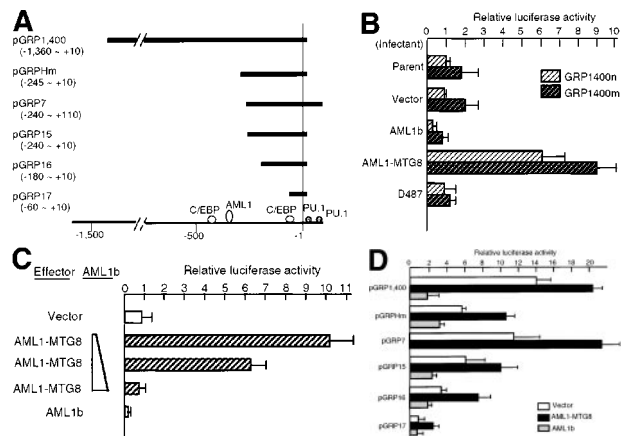 A
pGRP1,400
(-1,360 ~ +10)
pGRPHm
(-245 ~ +10)
pGRP7
(-240 ~ +110)
pGRP15
(-240 ~ +10)
pGRP16
(-180 ~ +10)
pGRP17
(-60 ~ +10)
C/EBP
AML1
C/EBP
PU.1
PU.1
-1,500
-500
-1
B
Relative luciferase activity
(Infectant)
0 1 2 3 4 5 6 7 8 9 10
Parent
Vector
AML1b
AML1-MTG8
D487
GRP1400n
GRP1400m
C
Effector AML1b
Relative luciferase activity
0 1 2 3 4 5 6 7 8 9 10 11
Vector
AML1-MTG8
AML1-MTG8
AML1-MTG8
AML1b
D
Relative luciferase activity
0 2 4 6 8 10 12 14 16 18 20
pGRP1,400
pGRPHm
pGRP7
pGRP15
pGRP16
pGRP17
Vector
AML1-MTG8
AML1b